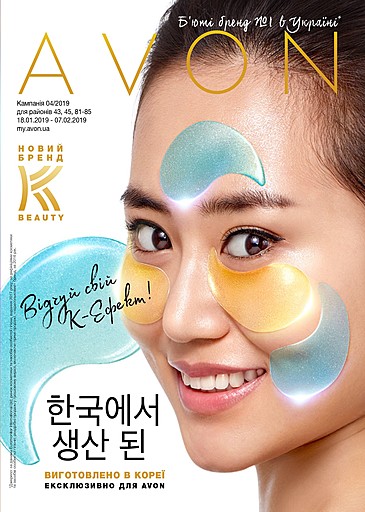 Б'юті бренд №1 в Україні*
AVON
Кампанія 04/2019
для районів 43, 45, 81-85
18.01.2019 - 07.02.2019
my.avon.ua
НОВИЙ
БРЕНД
K
BEAUTY
Відчуй свій
К-Ефект!
한국에서
생산 된
ВИГОТОВЛЕНО В КОРЕЇ
ЕКСКЛЮЗИВНО ДЛЯ AVON